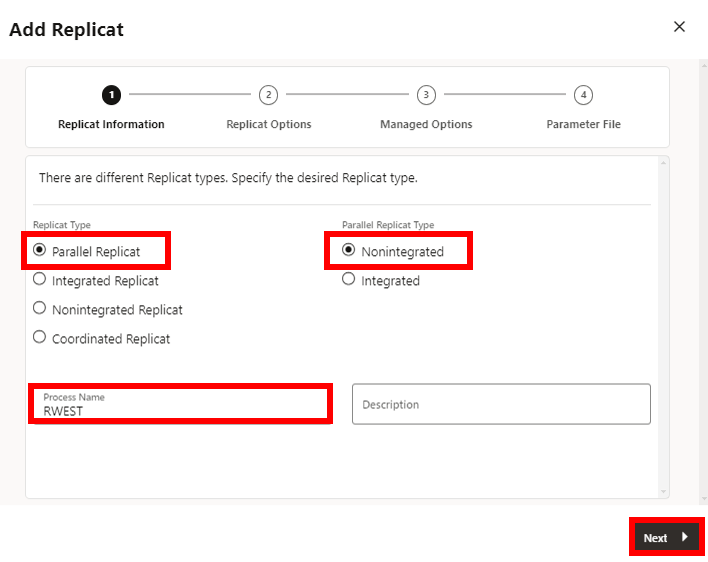 Add Replicat
1 2 3 4
Replicat Information Replicat Options Managed Options Parameter File
There are different Replicat types. Specify the desired Replicat type.
Replicat Type Parallel Replicat Type
Parallel Replicat Nonintegrated
Integrated Replicat Integrated
Nonintegrated Replicat
Coordinated Replicat
Process Name
RWEST
Description
Next